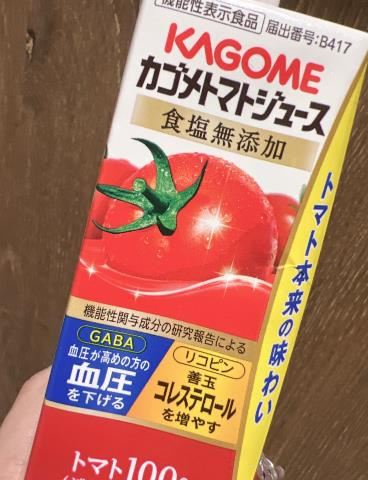 機能性表示食品 届出番号:B417
KAGOME
カゴメトマトジュース
食塩無添加
トマト本来の味わい
機能性関与成分の研究報告による
GABA
血圧が高めの方の
血圧
を下げる
リコピン
善玉
コレステロール
を増やす
トマト100